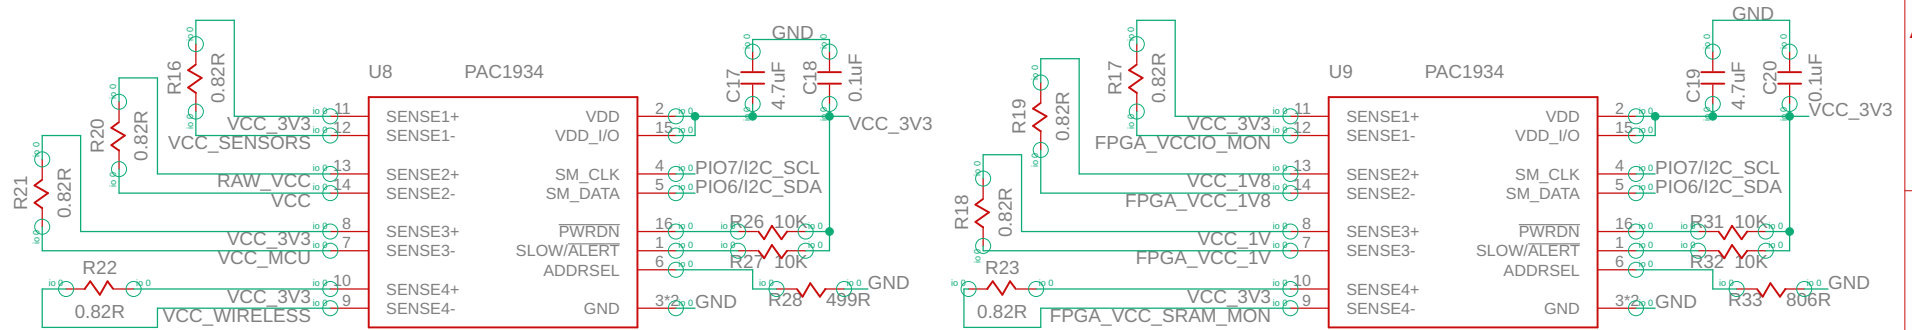 U8 PAC1934
R16 0.82R
R20 0.82R
R21 0.82R
R22 0.82R
VCC_3V3 11 SENSE1+
VCC_SENSORS 12 SENSE1-
RAW_VCC 13 SENSE2+
VCC 14 SENSE2-
VCC_3V3 8 SENSE3+
VCC_MCU 7 SENSE3-
VCC_3V3 10 SENSE4+
VCC_WIRELESS 9 SENSE4-
VDD 2
VDD_I/O 15
SM_CLK 4 PIO7/I2C_SCL
SM_DATA 5 PIO6/I2C_SDA
PWRDN 16 R26 10K
SLOW/ALERT 1 R27 10K
ADDRSEL 6 R28 499R GND
GND 3*2 GND
GND
C17 4.7uF
C18 0.1uF
VCC_3V3
U9 PAC1934
R17 0.82R
R19 0.82R
R18 0.82R
R23 0.82R
VCC_3V3 11 SENSE1+
FPGA_VCCIO_MON 12 SENSE1-
VCC_1V8 13 SENSE2+
FPGA_VCC_1V8 14 SENSE2-
VCC_1V 8 SENSE3+
FPGA_VCC_1V 7 SENSE3-
VCC_3V3 10 SENSE4+
FPGA_VCC_SRAM_MON 9 SENSE4-
VDD 2
VDD_I/O 15
SM_CLK 4 PIO7/I2C_SCL
SM_DATA 5 PIO6/I2C_SDA
PWRDN 16 R31 10K
SLOW/ALERT 1 R32 10K
ADDRSEL 6 R33 806R GND
GND 3*2 GND
GND
C19 4.7uF
C20 0.1uF
VCC_3V3